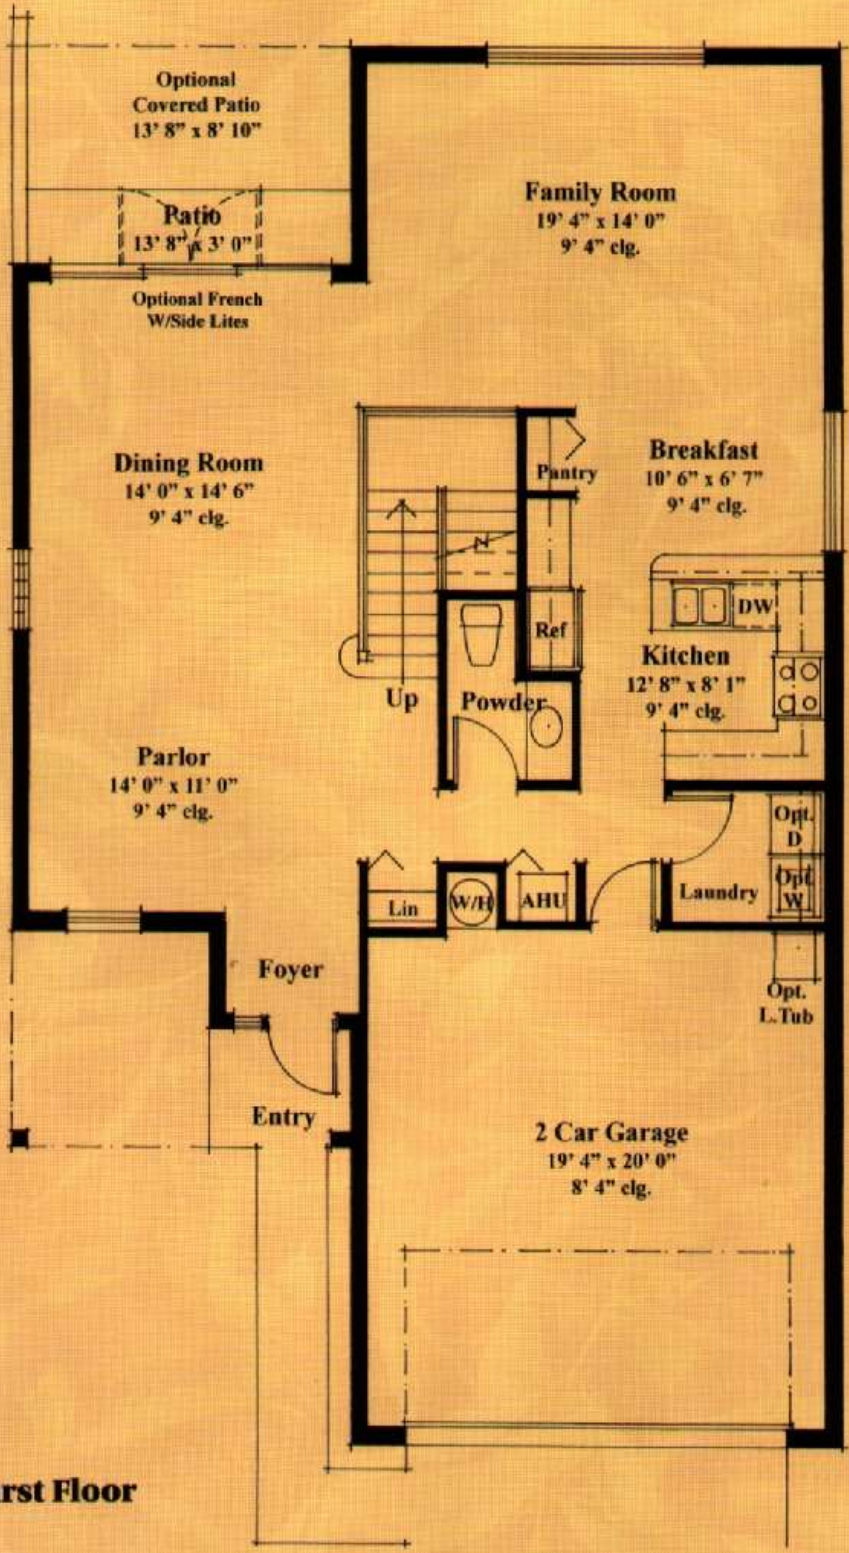 Optional
Covered Patio
13’ 8” x 8’ 10”
Patio
13’ 8” x 3’ 0”
Optional French
W/Side Lites
Family Room
19’ 4” x 14’ 0”
9’ 4” clg.
Dining Room
14’ 0” x 14’ 6”
9’ 4” clg.
Pantry
Breakfast
10’ 6” x 6’ 7”
9’ 4” clg.
Ref
DW
Kitchen
12’ 8” x 8’ 1”
9’ 4” clg.
Up
Powder
Parlor
14’ 0” x 11’ 0”
9’ 4” clg.
Opt.
D
Opt
W
Laundry
Lin
W/H
AHU
Foyer
Opt.
L.Tub
Entry
2 Car Garage
19’ 4” x 20’ 0”
8’ 4” clg.
rst Floor